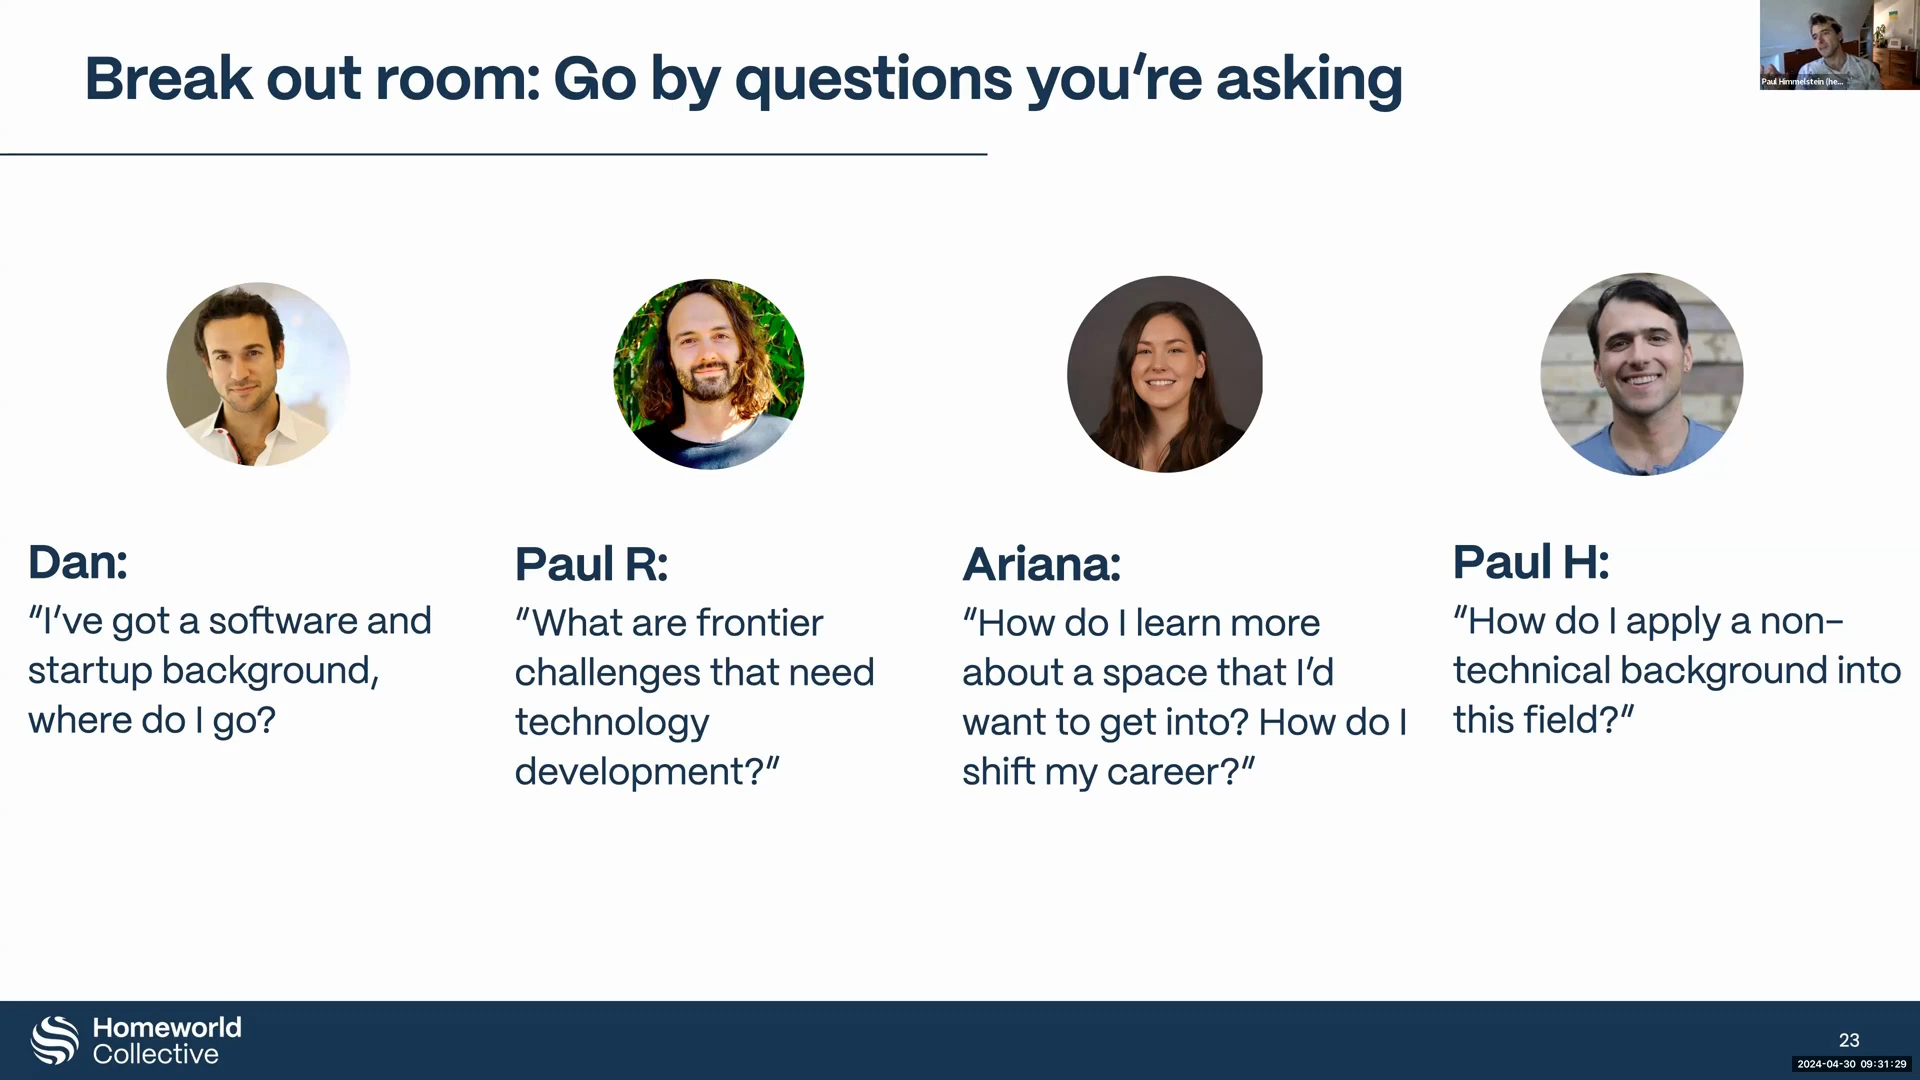 Break out room: Go by questions you’re asking
Paul Himmelstein (he...
Dan:
“I’ve got a software and
startup background,
where do I go?
Paul R:
“What are frontier
challenges that need
technology
development?”
Ariana:
“How do I learn more
about a space that I’d
want to get into? How do I
shift my career?”
Paul H:
“How do I apply a non-
technical background into
this field?”
Homeworld
Collective
23
2024-04-30 09:31:29